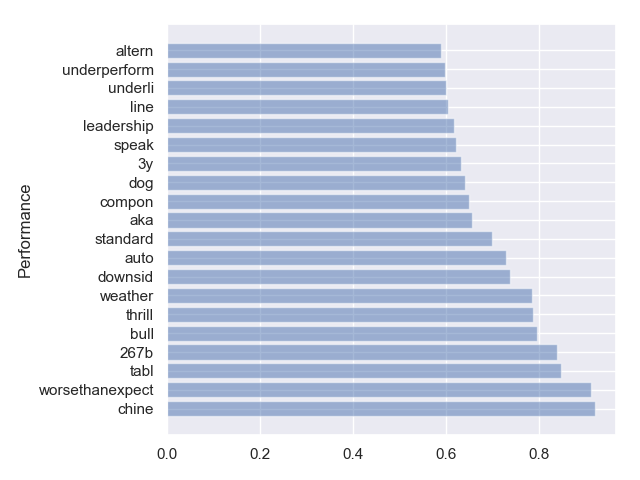 altern
underperform
underli
line
leadership
speak
3y
dog
compon
aka
standard
auto
downsid
weather
thrill
bull
267b
tabl
worsethanexpect
chine
Performance
0.0 0.2 0.4 0.6 0.8